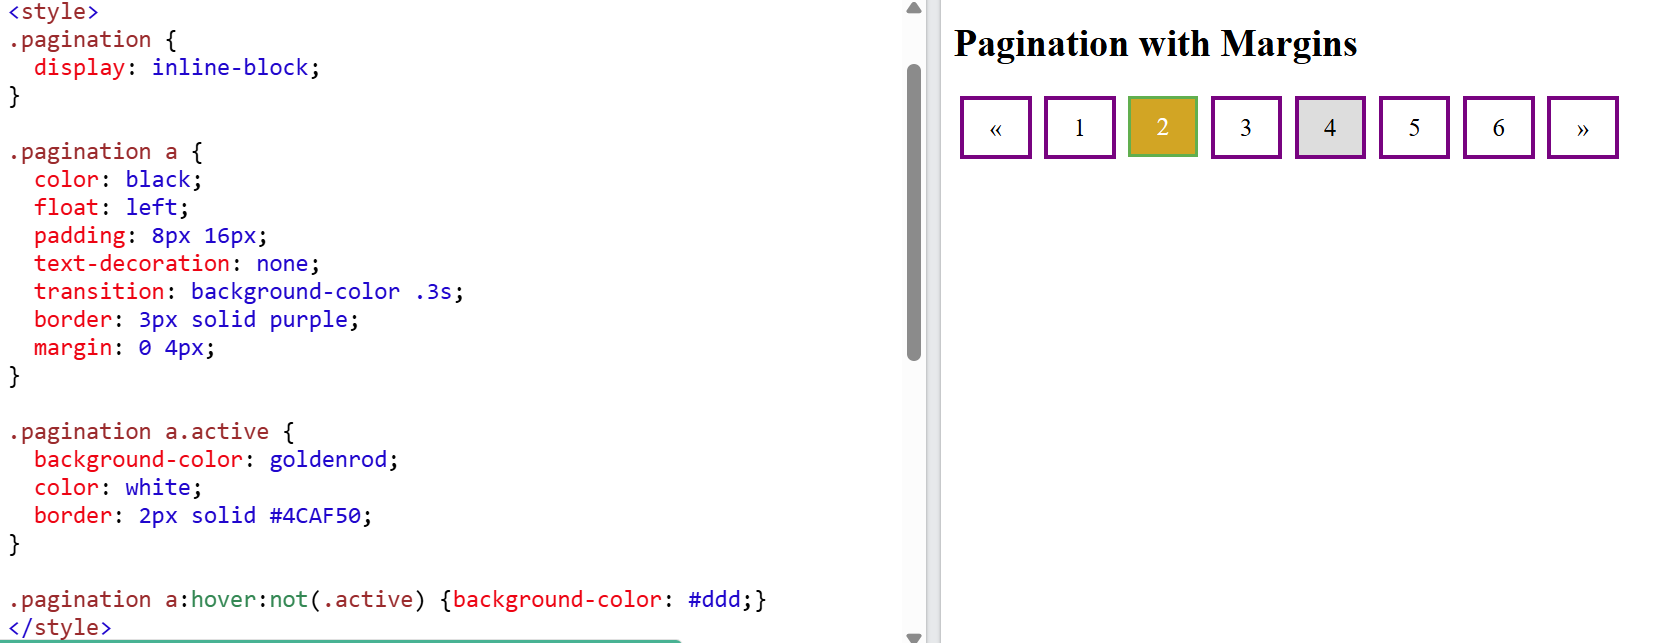 <style>
.pagination {
  display: inline-block;
}

.pagination a {
  color: black;
  float: left;
  padding: 8px 16px;
  text-decoration: none;
  transition: background-color .3s;
  border: 3px solid purple;
  margin: 0 4px;
}

.pagination a.active {
  background-color: goldenrod;
  color: white;
  border: 2px solid #4CAF50;
}

.pagination a:hover:not(.active) {background-color: #ddd;}
</style>
Pagination with Margins
« 1 2 3 4 5 6 »